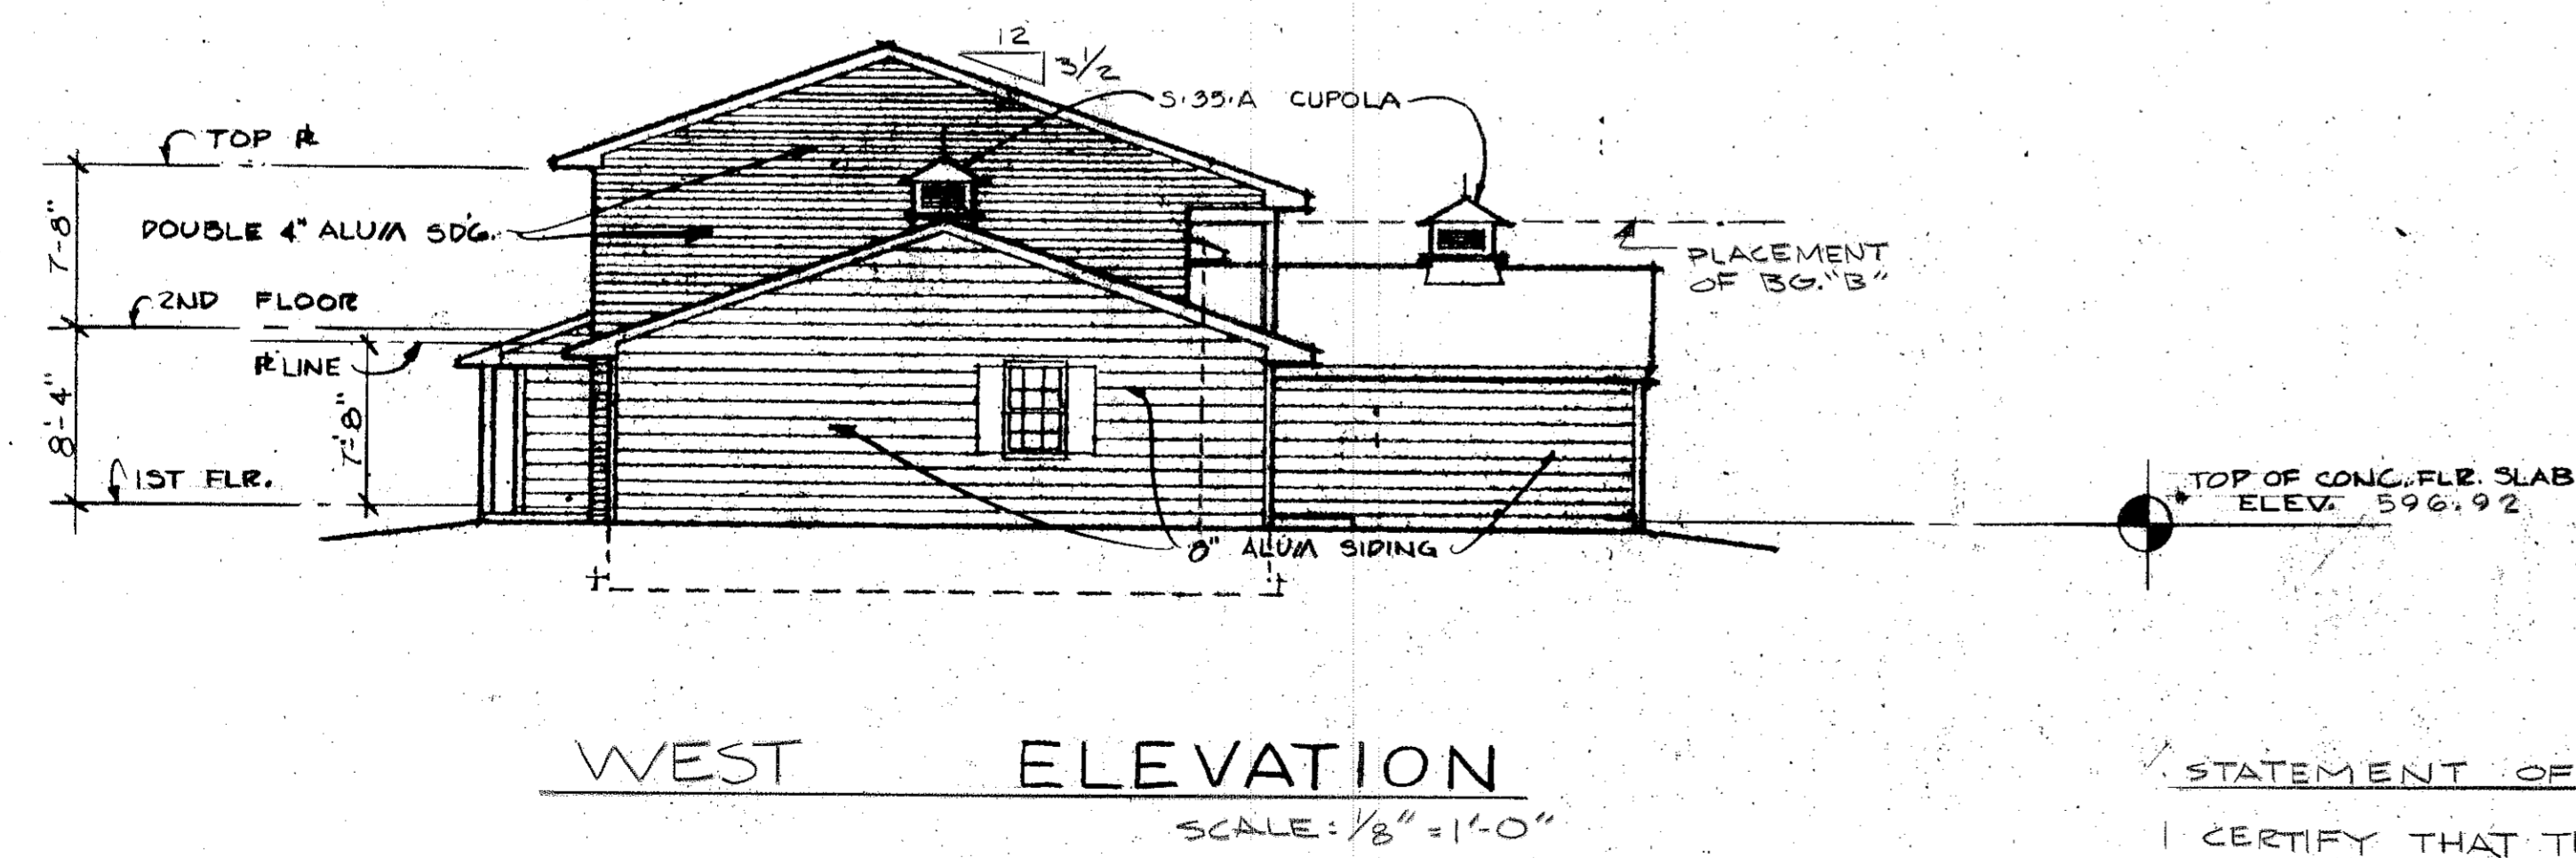 12
3 1/2
S·35·A CUPOLA
TOP PL
DOUBLE 4" ALUM SDG.
7'-8"
PLACEMENT
OF BG."B"
2ND FLOOR
PL LINE
8'-4"
7'-8"
1ST FLR.
TOP OF CONC. FLR. SLAB
ELEV. 596.92
8" ALUM SIDING
WEST ELEVATION
SCALE: 1/8" = 1'-0"
STATEMENT OF
I CERTIFY THAT